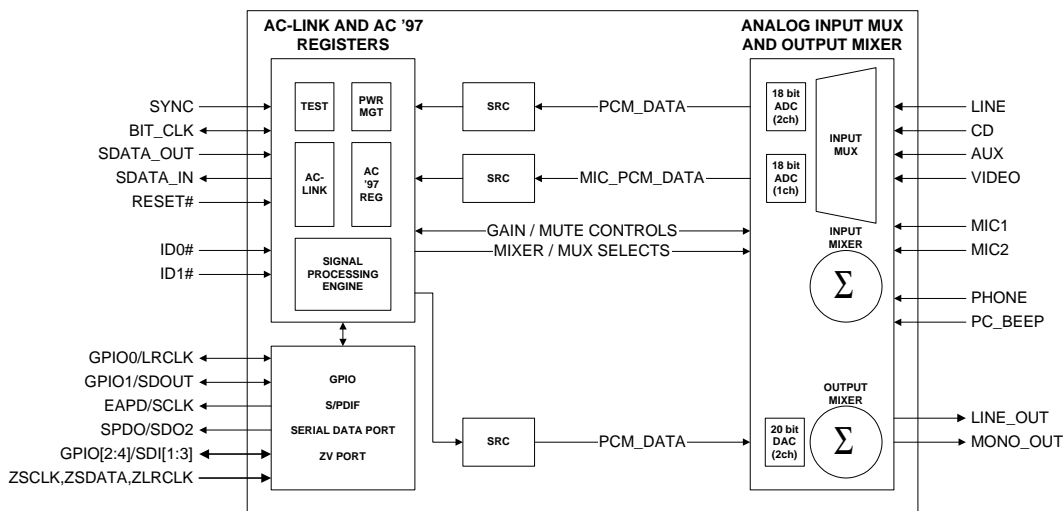 AC-LINK AND AC '97
REGISTERS
ANALOG INPUT MUX
AND OUTPUT MIXER
SYNC
BIT_CLK
SDATA_OUT
SDATA_IN
RESET#
ID0#
ID1#
TEST
PWR
MGT
AC-
LINK
AC
'97
REG
SIGNAL
PROCESSING
ENGINE
SRC
PCM_DATA
SRC
MIC_PCM_DATA
GAIN / MUTE CONTROLS
MIXER / MUX SELECTS
18 bit
ADC
(2ch)
18 bit
ADC
(1ch)
INPUT
MUX
INPUT
MIXER
Σ
LINE
CD
AUX
VIDEO
MIC1
MIC2
PHONE
PC_BEEP
GPIO0/LRCLK
GPIO1/SDOUT
EAPD/SCLK
SPDO/SDO2
GPIO[2:4]/SDI[1:3]
ZSCLK,ZSDATA,ZLRCLK
GPIO
S/PDIF
SERIAL DATA PORT
ZV PORT
SRC
PCM_DATA
20 bit
DAC
(2ch)
OUTPUT
MIXER
Σ
LINE_OUT
MONO_OUT